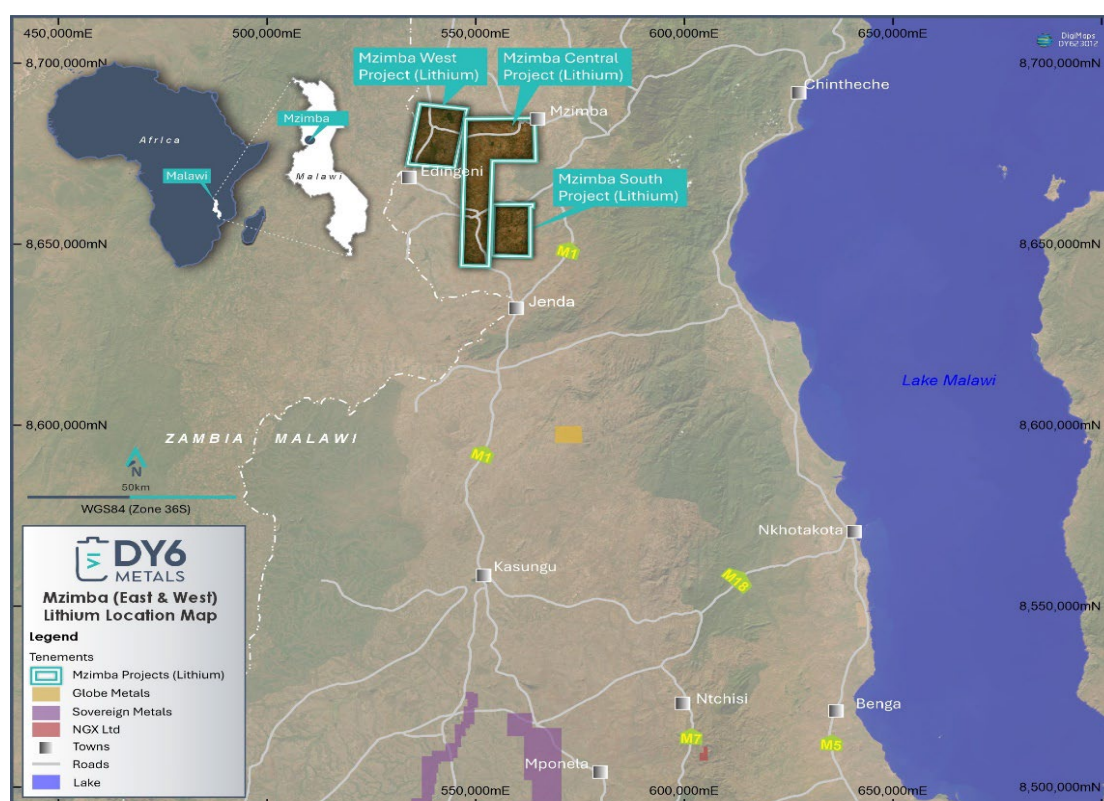 450,000mE
500,000mE
550,000mE
600,000mE
650,000mE
DigiMaps
DY623012
8,700,000mN
8,700,000mN
Mzimba West
Project (Lithium)
Mzimba Central
Project (Lithium)
Chintheche
Mzimba
Mzimba
Africa
Malawi
Malawi
Edingeni
Mzimba South
Project (Lithium)
8,650,000mN
8,650,000mN
M1
Jenda
Lake Malawi
8,600,000mN
8,600,000mN
ZAMBIA
MALAWI
M1
N
50km
WGS84 (Zone 36S)
Nkhotakota
Kasungu
M18
8,550,000mN
DY6
METALS
Mzimba (East & West)
Lithium Location Map
Legend
Tenements
Mzimba Projects (Lithium)
Globe Metals
Sovereign Metals
NGX Ltd
Towns
Roads
Lake
Ntchisi
Benga
M7
M5
Mponela
550,000mE
600,000mE
650,000mE
8,500,000mN